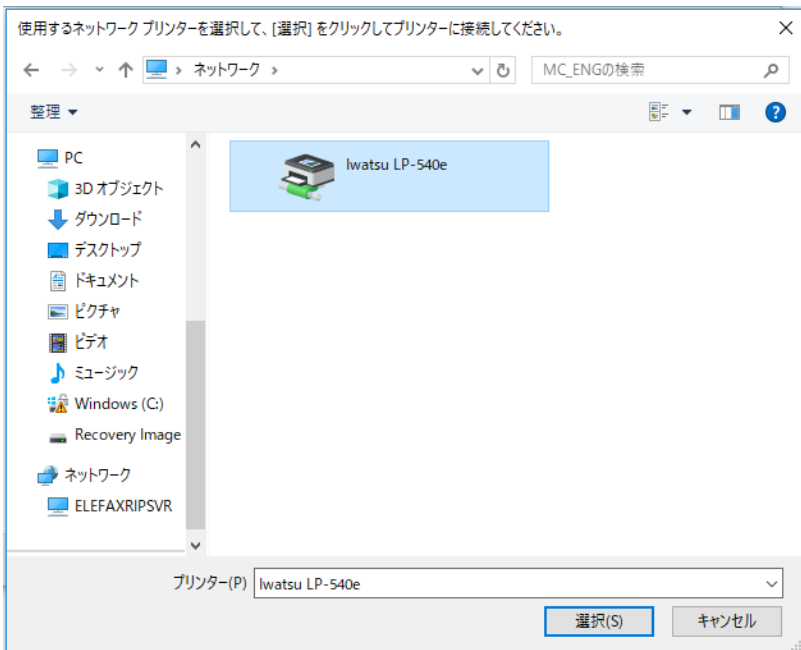 使用するネットワーク プリンターを選択して、[選択] をクリックしてプリンターに接続してください。
ネットワーク
MC_ENGの検索
整理
PC
3D オブジェクト
ダウンロード
デスクトップ
ドキュメント
ピクチャ
ビデオ
ミュージック
Windows (C:)
Recovery Image
ネットワーク
ELEFAXRIPSVR
Iwatsu LP-540e
プリンター(P)
Iwatsu LP-540e
選択(S)
キャンセル